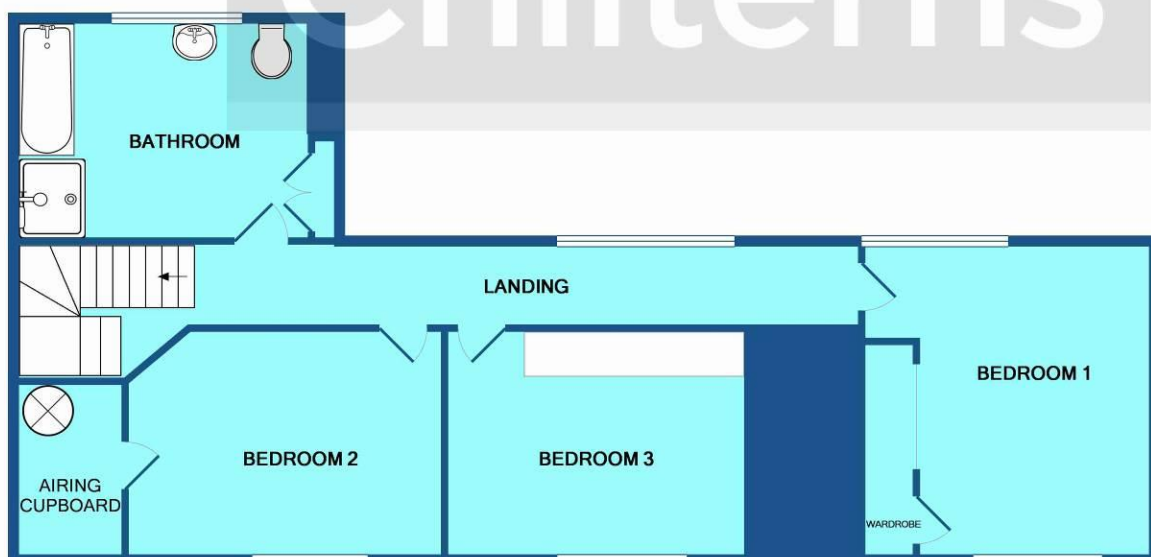 Chilterns
BATHROOM
LANDING
BEDROOM 1
BEDROOM 2
BEDROOM 3
AIRING
CUPBOARD
WARDROBE